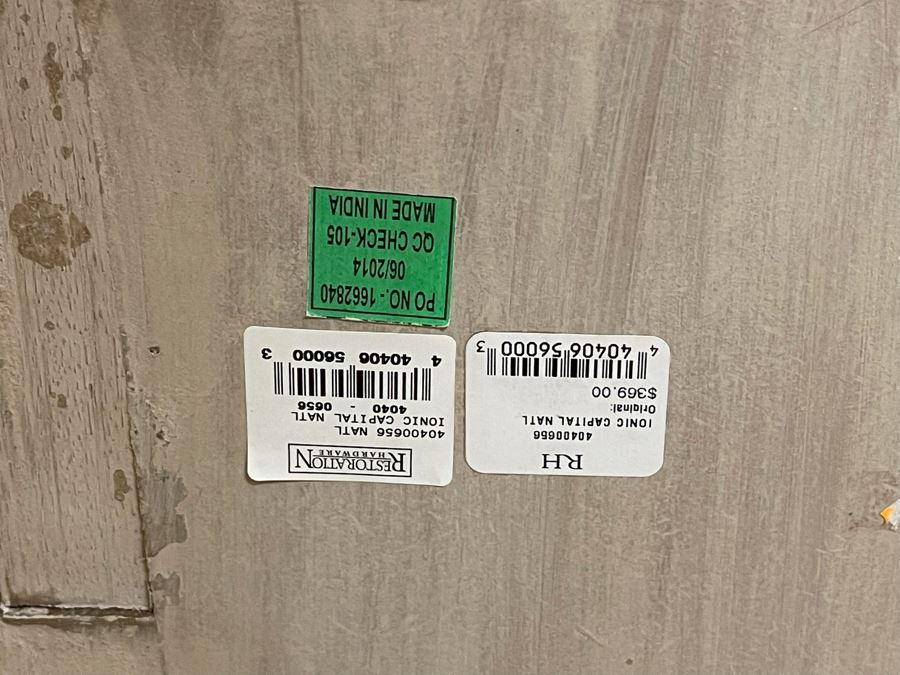 RH
40400656
IONIC CAPITAL NATL
Original:
$369.00
4 40406 56000 3
RESTORATION
HARDWARE
40400656 NATL
IONIC CAPITAL NATL
4040 - 0656
4 40406 56000 3
PO NO.- 1662840
06/2014
QC CHECK-105
MADE IN INDIA